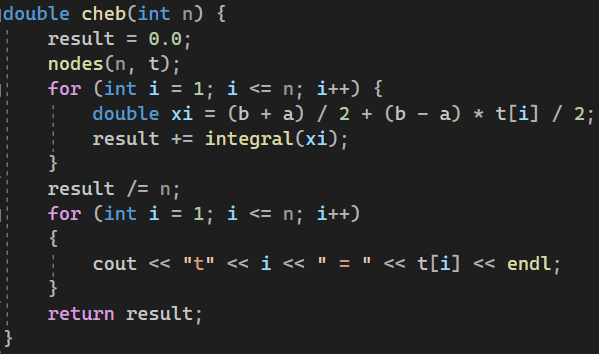 double cheb(int n) {
result = 0.0;
nodes(n, t);
for (int i = 1; i <= n; i++) {
double xi = (b + a) / 2 + (b - a) * t[i] / 2;
result += integral(xi);
}
result /= n;
for (int i = 1; i <= n; i++)
{
cout << "t" << i << " = " << t[i] << endl;
}
return result;
}